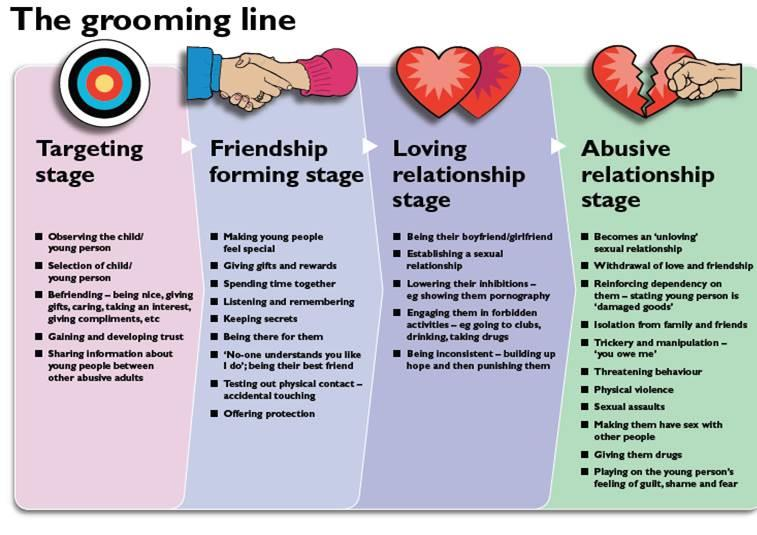 The grooming line
Targeting
stage
■ Observing the child/
young person
■ Selection of child/
young person
■ Befriending – being nice, giving
gifts, caring, taking an interest,
giving compliments, etc
■ Gaining and developing trust
■ Sharing information about
young people between
other abusive adults
Friendship
forming stage
■ Making young people
feel special
■ Giving gifts and rewards
■ Spending time together
■ Listening and remembering
■ Keeping secrets
■ Being there for them
■ ‘No-one understands you like
I do’; being their best friend
■ Testing out physical contact –
accidental touching
■ Offering protection
Loving
relationship
stage
■ Being their boyfriend/girlfriend
■ Establishing a sexual
relationship
■ Lowering their inhibitions –
eg showing them pornography
■ Engaging them in forbidden
activities – eg going to clubs,
drinking, taking drugs
■ Being inconsistent – building up
hope and then punishing them
Abusive
relationship
stage
■ Becomes an ‘unloving’
sexual relationship
■ Withdrawal of love and friendship
■ Reinforcing dependency on
them – stating young person is
‘damaged goods’
■ Isolation from family and friends
■ Trickery and manipulation –
‘you owe me’
■ Threatening behaviour
■ Physical violence
■ Sexual assaults
■ Making them have sex with
other people
■ Giving them drugs
■ Playing on the young person’s
feeling of guilt, shame and fear